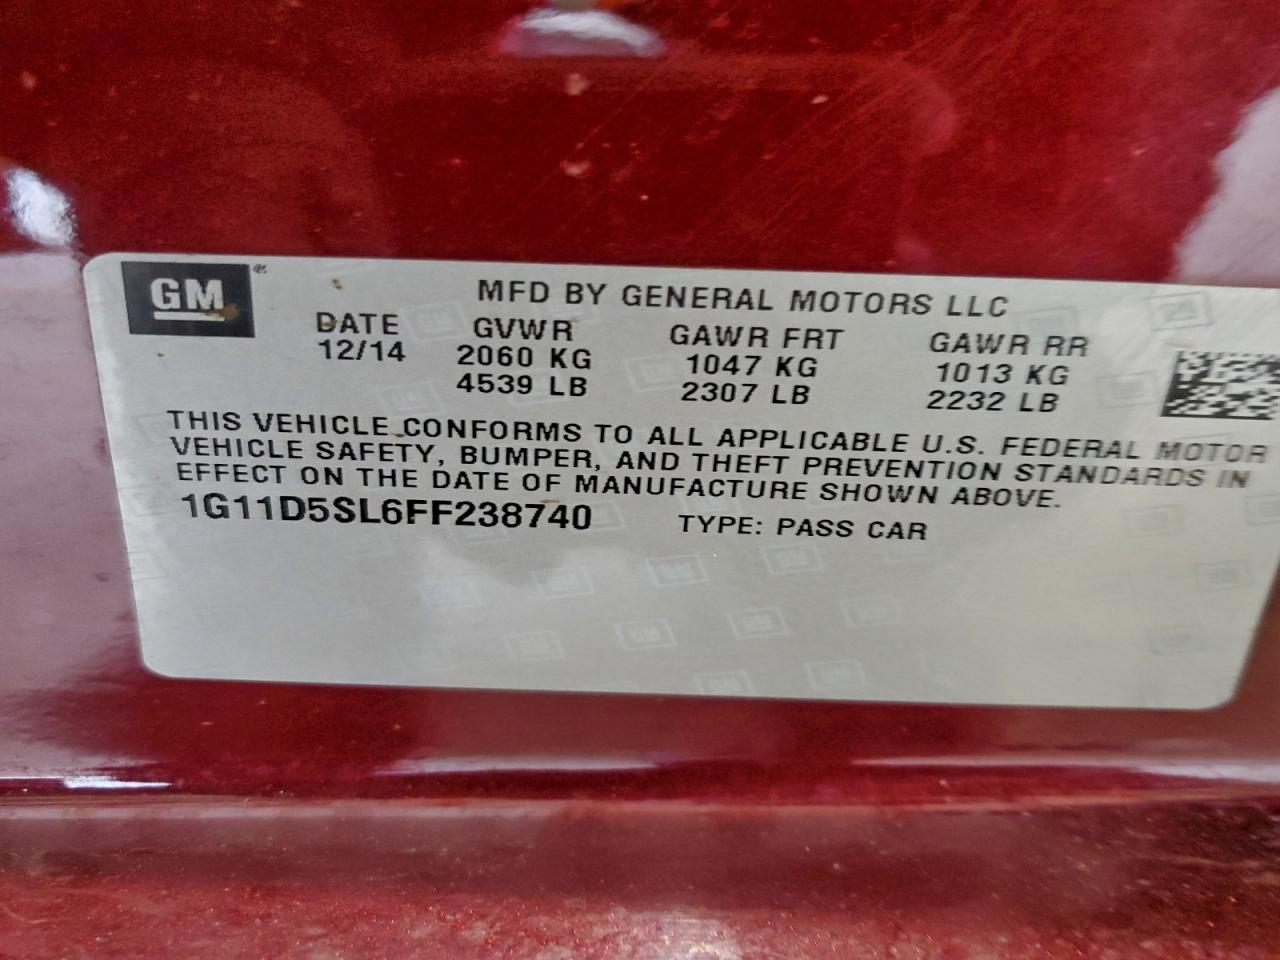 GM®
MFD BY GENERAL MOTORS LLC
DATE GVWR GAWR FRT GAWR RR
12/14 2060 KG 1047 KG 1013 KG
4539 LB 2307 LB 2232 LB
THIS VEHICLE CONFORMS TO ALL APPLICABLE U.S. FEDERAL MOTOR
VEHICLE SAFETY, BUMPER, AND THEFT PREVENTION STANDARDS IN
EFFECT ON THE DATE OF MANUFACTURE SHOWN ABOVE.
1G11D5SL6FF238740 TYPE: PASS CAR